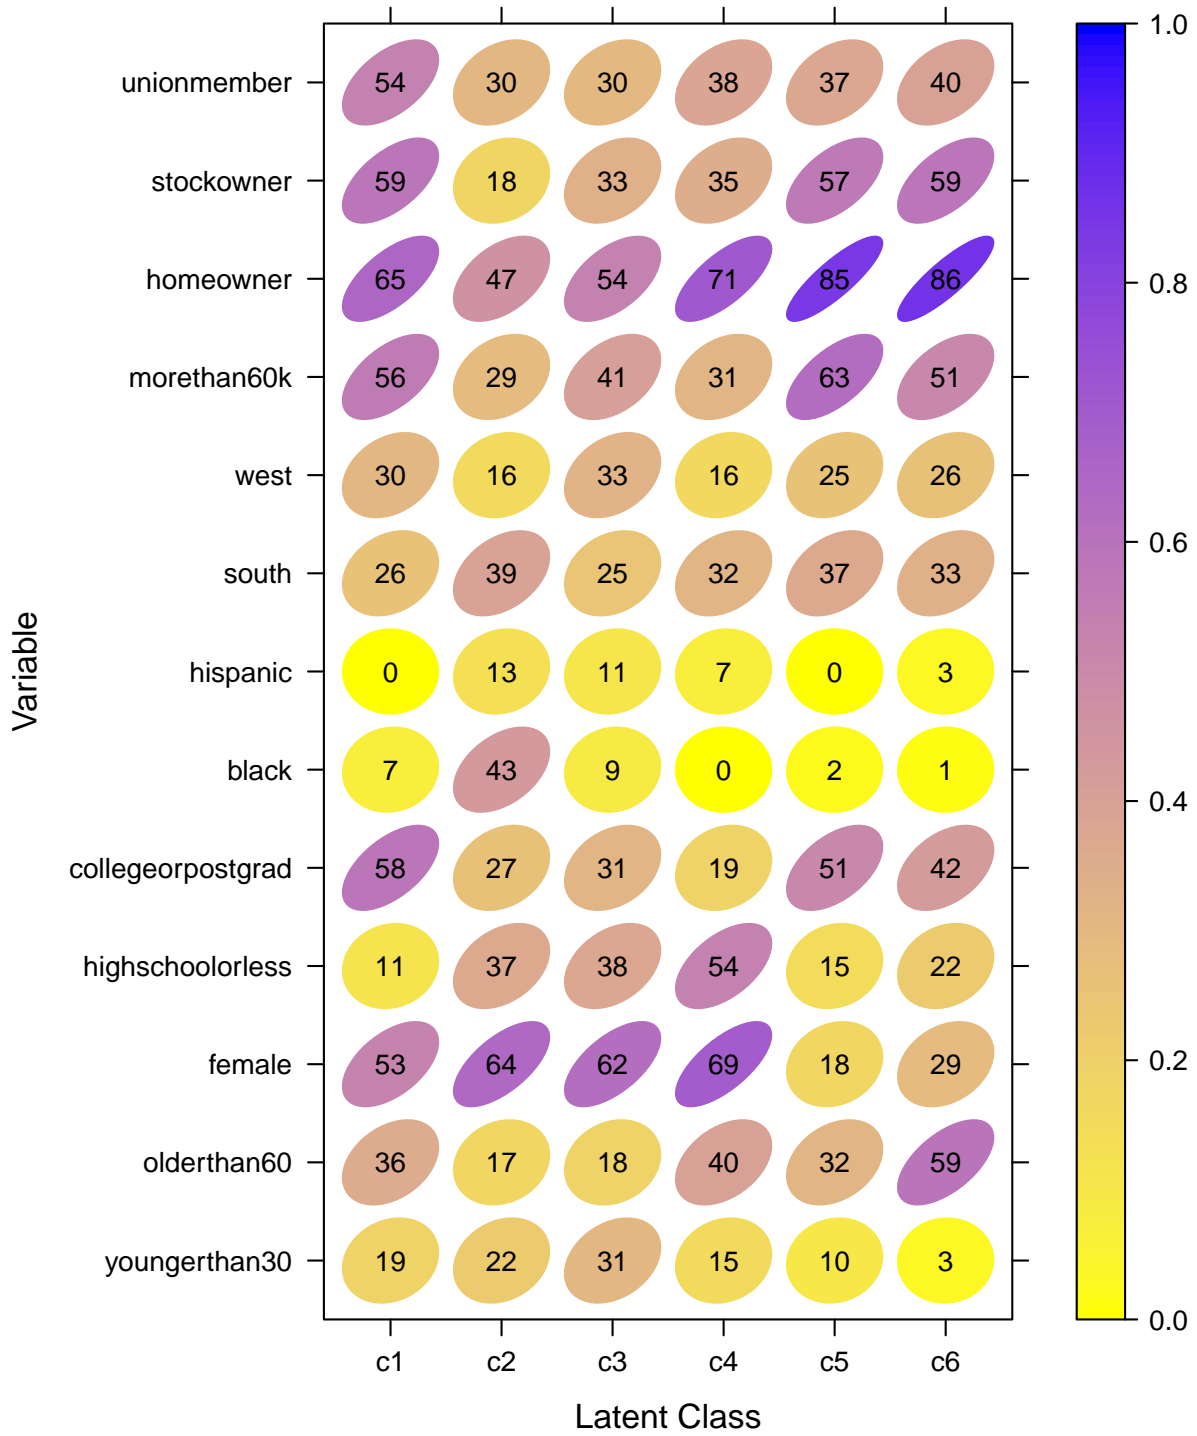 unionmember 54 30 30 38 37 40
stockowner 59 18 33 35 57 59
homeowner 65 47 54 71 85 86
morethan60k 56 29 41 31 63 51
west 30 16 33 16 25 26
south 26 39 25 32 37 33
hispanic 0 13 11 7 0 3
black 7 43 9 0 2 1
collegeorpostgrad 58 27 31 19 51 42
highschoolorless 11 37 38 54 15 22
female 53 64 62 69 18 29
olderthan60 36 17 18 40 32 59
youngerthan30 19 22 31 15 10 3
c1 c2 c3 c4 c5 c6
Latent Class
Variable
1.0
0.8
0.6
0.4
0.2
0.0